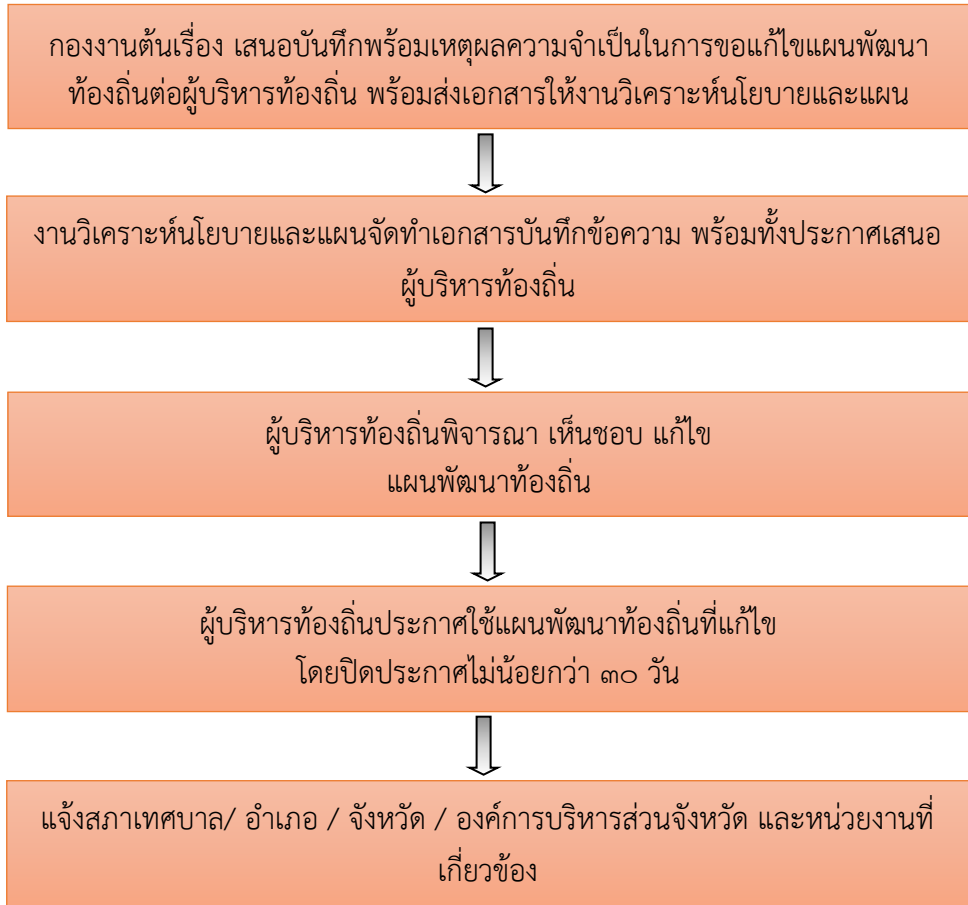 กองงานต้นเรื่อง เสนอบันทึกพร้อมเหตุผลความจำเป็นในการขอแก้ไขแผนพัฒนา
ท้องถิ่นต่อผู้บริหารท้องถิ่น พร้อมส่งเอกสารให้งานวิเคราะห์นโยบายและแผน
งานวิเคราะห์นโยบายและแผนจัดทำเอกสารบันทึกข้อความ พร้อมทั้งประกาศเสนอ
ผู้บริหารท้องถิ่น
ผู้บริหารท้องถิ่นพิจารณา เห็นชอบ แก้ไข
แผนพัฒนาท้องถิ่น
ผู้บริหารท้องถิ่นประกาศใช้แผนพัฒนาท้องถิ่นที่แก้ไข
โดยปิดประกาศไม่น้อยกว่า ๓๐ วัน
แจ้งสภาเทศบาล/ อำเภอ / จังหวัด / องค์การบริหารส่วนจังหวัด และหน่วยงานที่
เกี่ยวข้อง